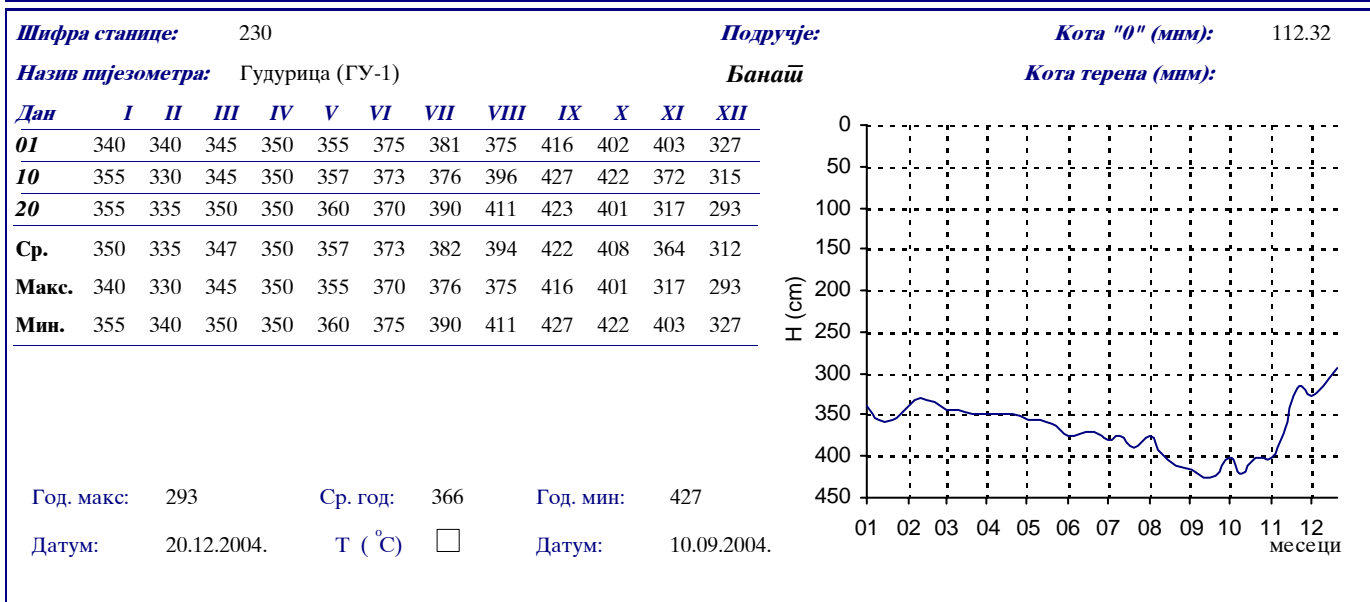 Шифра станице: 230 Подручје: Кота "0" (мнм): 112.32
Назив пијезометра: Гудурица (ГУ-1) Банат Кота терена (мнм):
Дан I II III IV V VI VII VIII IX X XI XII
01 340 340 345 350 355 375 381 375 416 402 403 327
10 355 330 345 350 357 373 376 396 427 422 372 315
20 355 335 350 350 360 370 390 411 423 401 317 293
Ср. 350 335 347 350 357 373 382 394 422 408 364 312
Макс. 340 330 345 350 355 370 376 375 416 401 317 293
Мин. 355 340 350 350 360 375 390 411 427 422 403 327
Год. макс: 293 Ср. год: 366 Год. мин: 427
Датум: 20.12.2004. Т ( °C) Датум: 10.09.2004.
H (cm)
0
50
100
150
200
250
300
350
400
450
01 02 03 04 05 06 07 08 09 10 11 12
месеци